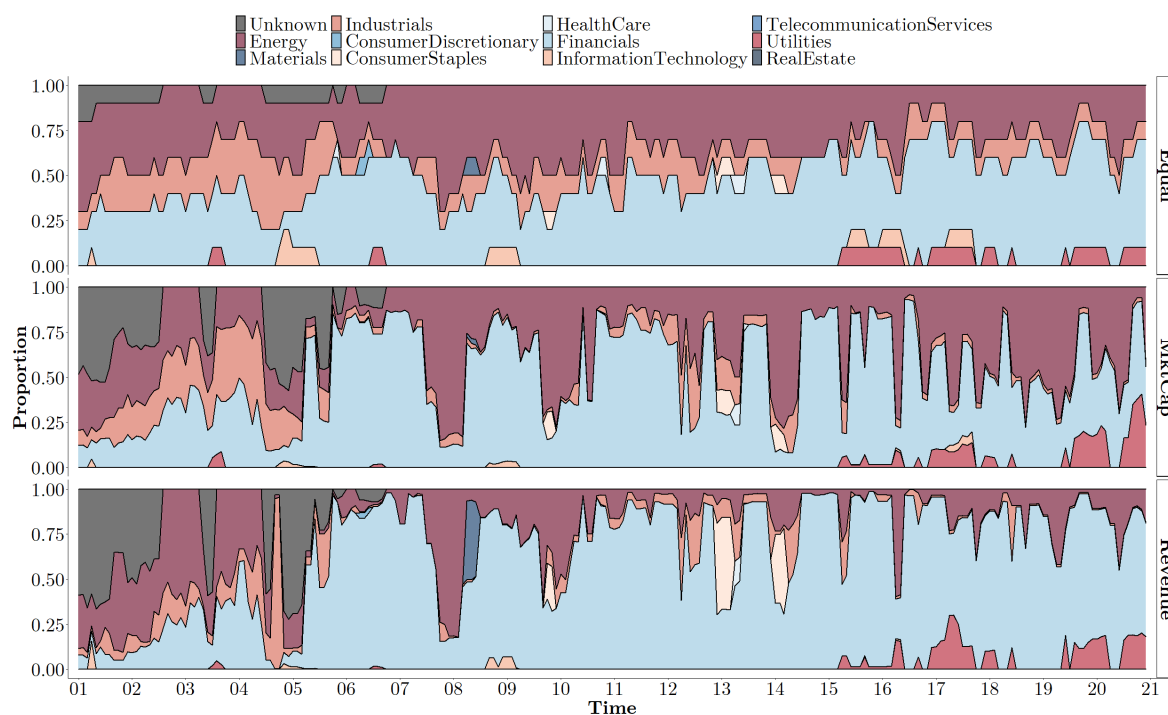 Unknown Industrials HealthCare TelecommunicationServices
Energy ConsumerDiscretionary Financials Utilities
Materials ConsumerStaples InformationTechnology RealEstate
Proportion
1.00
0.75
0.50
0.25
0.00
Equal
1.00
0.75
0.50
0.25
0.00
MktCap
1.00
0.75
0.50
0.25
0.00
Revenue
01 02 03 04 05 06 07 08 09 10 11 12 13 14 15 16 17 18 19 20 21
Time